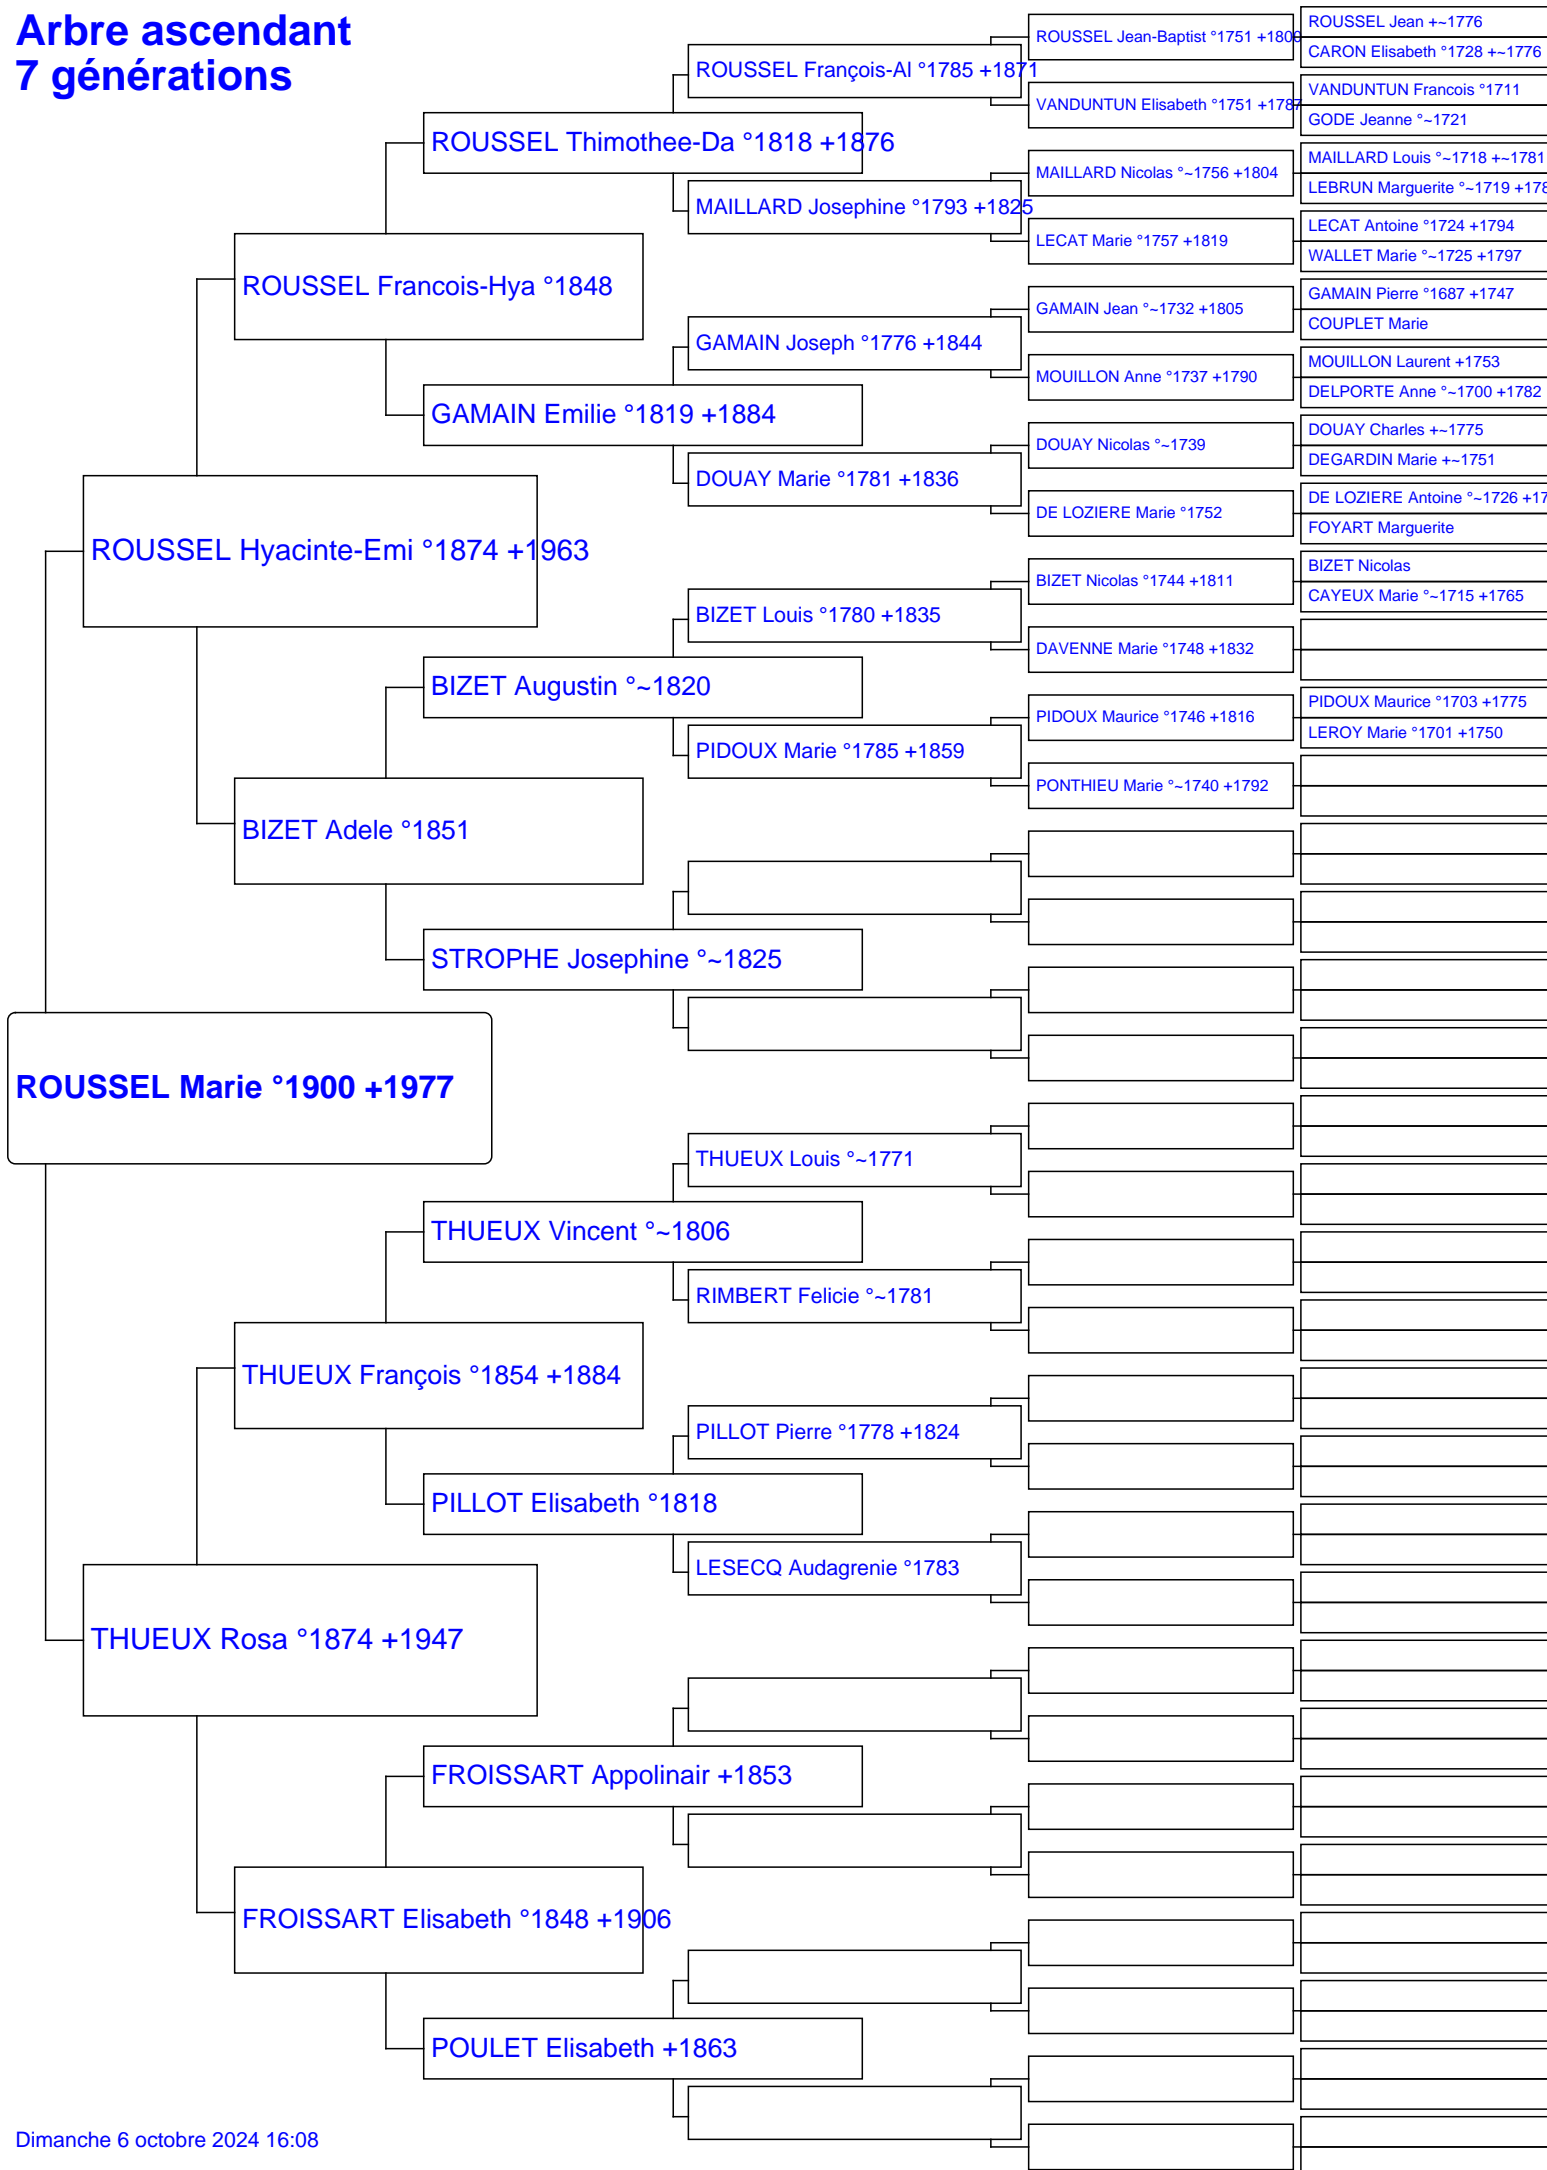 Arbre ascendant
7 générations
ROUSSEL Marie °1900 +1977
ROUSSEL Hyacinte-Emi °1874 +1963
THUEUX Rosa °1874 +1947
ROUSSEL Francois-Hya °1848
BIZET Adele °1851
THUEUX François °1854 +1884
FROISSART Elisabeth °1848 +1906
ROUSSEL Thimothee-Da °1818 +1876
GAMAIN Emilie °1819 +1884
BIZET Augustin °~1820
STROPHE Josephine °~1825
THUEUX Vincent °~1806
PILLOT Elisabeth °1818
FROISSART Appolinair +1853
POULET Elisabeth +1863
ROUSSEL François-Al °1785 +1871
MAILLARD Josephine °1793 +1825
GAMAIN Joseph °1776 +1844
DOUAY Marie °1781 +1836
BIZET Louis °1780 +1835
PIDOUX Marie °1785 +1859
THUEUX Louis °~1771
RIMBERT Felicie °~1781
PILLOT Pierre °1778 +1824
LESECQ Audagrenie °1783
ROUSSEL Jean-Baptist °1751
VANDUNTUN Elisabeth °1751 +1787
MAILLARD Nicolas °~1756 +1804
LECAT Marie °1757 +1819
GAMAIN Jean °~1732 +1805
MOUILLON Anne °1737 +1790
DOUAY Nicolas °~1739
DE LOZIERE Marie °1752
BIZET Nicolas °1744 +1811
DAVENNE Marie °1748 +1832
PIDOUX Maurice °1746 +1816
PONTHIEU Marie °~1740 +1792
ROUSSEL Jean +~1776
CARON Elisabeth °1728 +~1776
VANDUNTUN Francois °1711
GODE Jeanne °~1721
MAILLARD Louis °~1718 +~1781
LEBRUN Marguerite °~1719 +178
LECAT Antoine °1724 +1794
WALLET Marie °~1725 +1797
GAMAIN Pierre °1687 +1747
COUPLET Marie
MOUILLON Laurent +1753
DELPORTE Anne °~1700 +1782
DOUAY Charles +~1775
DEGARDIN Marie +~1751
DE LOZIERE Antoine °~1726 +17
FOYART Marguerite
BIZET Nicolas
CAYEUX Marie °~1715 +1765
PIDOUX Maurice °1703 +1775
LEROY Marie °1701 +1750
Dimanche 6 octobre 2024 16:08